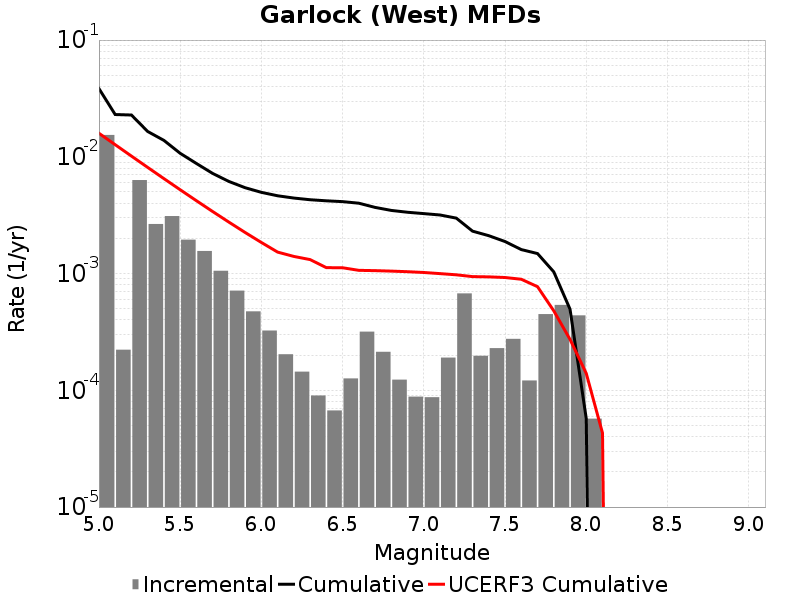 Garlock (West) MFDs
10^-1
10^-2
10^-3
10^-4
10^-5
Rate (1/yr)
5.0 5.5 6.0 6.5 7.0 7.5 8.0 8.5 9.0
Magnitude
Incremental Cumulative UCERF3 Cumulative